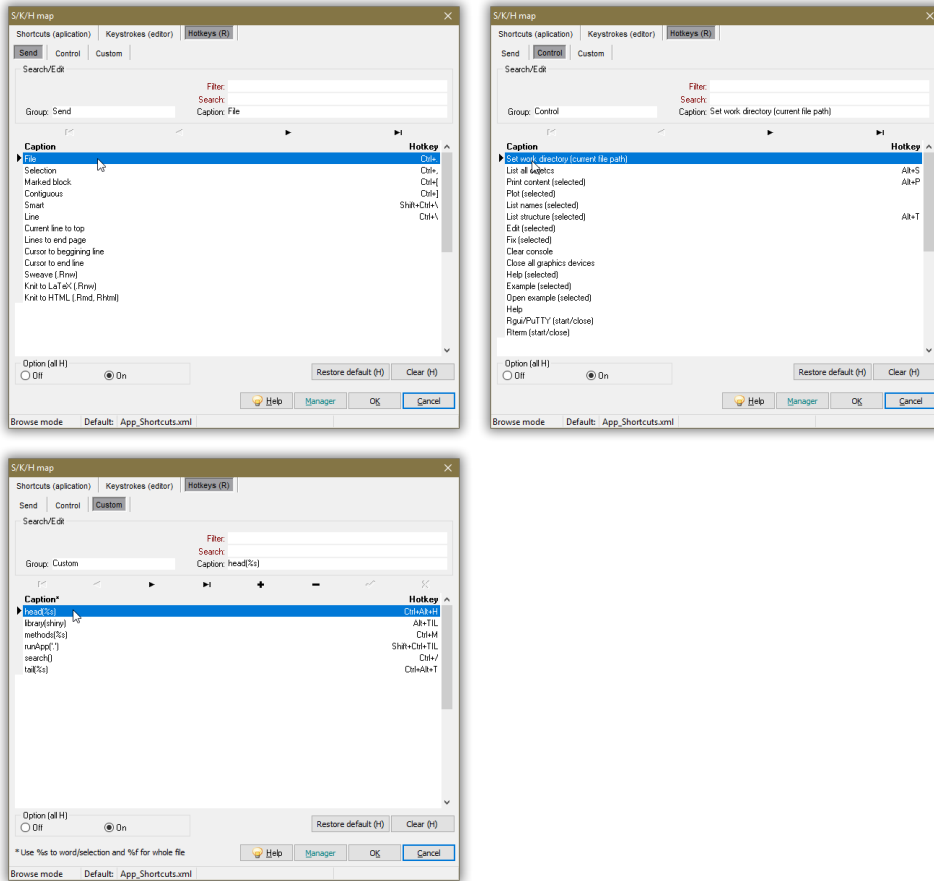 S/K/H map
Shortcuts (aplication) Keystrokes (editor) Hotkeys (R)
Send Control Custom
Search/Edit
Filter:
Search:
Group: Send Caption: File
Caption Hotkey
File Ctrl+.
Selection Ctrl+,
Marked block Ctrl+[
Contiguous Ctrl+]
Smart Shift+Ctrl+\
Line Ctrl+\
Current line to top
Lines to end page
Cursor to beggining line
Cursor to end line
Sweave (.Rnw)
Knit to LaTeX (.Rnw)
Knit to HTML (.Rmd, Rhtml)
Option (all H)
Off On Restore default (H) Clear (H)
Help Manager OK Cancel
Browse mode Default: App_Shortcuts.xml
S/K/H map
Shortcuts (aplication) Keystrokes (editor) Hotkeys (R)
Send Control Custom
Search/Edit
Filter:
Search:
Group: Control Caption: Set work directory (current file path)
Caption Hotkey
Set work directory (current file path)
List all Alt+S
Print content (selected) Alt+P
Plot (selected)
List names (selected)
List structure (selected) Alt+T
Edit (selected)
Fix (selected)
Clear console
Close all graphics devices
Help (selected)
Example (selected)
Open example (selected)
Help
Rgui/PuTTY (start/close)
Rterm (start/close)
Option (all H)
Off On Restore default (H) Clear (H)
Help Manager OK Cancel
Browse mode Default: App_Shortcuts.xml
S/K/H map
Shortcuts (aplication) Keystrokes (editor) Hotkeys (R)
Send Control Custom
Search/Edit
Filter:
Search:
Group: Custom Caption: head(%s)
Caption* Hotkey
head(%s) Ctrl+Alt+H
library(shiny) Alt+TIL
methods(%s) Ctrl+M
runApp('.') Shift+Ctrl+TIL
search() Ctrl+/
tail(%s) Ctrl+Alt+T
Option (all H)
Off On Restore default (H) Clear (H)
* Use %s to word/selection and %f for whole file Help Manager OK Cancel
Browse mode Default: App_Shortcuts.xml